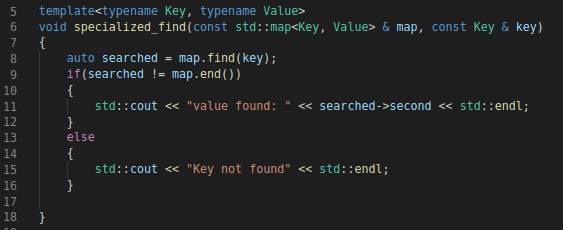 5 template<typename Key, typename Value>
6 void specialized_find(const std::map<Key, Value> & map, const Key & key)
7 {
8     auto searched = map.find(key);
9     if(searched != map.end())
10     {
11         std::cout << "value found: " << searched->second << std::endl;
12     }
13     else
14     {
15         std::cout << "Key not found" << std::endl;
16     }
17
18 }